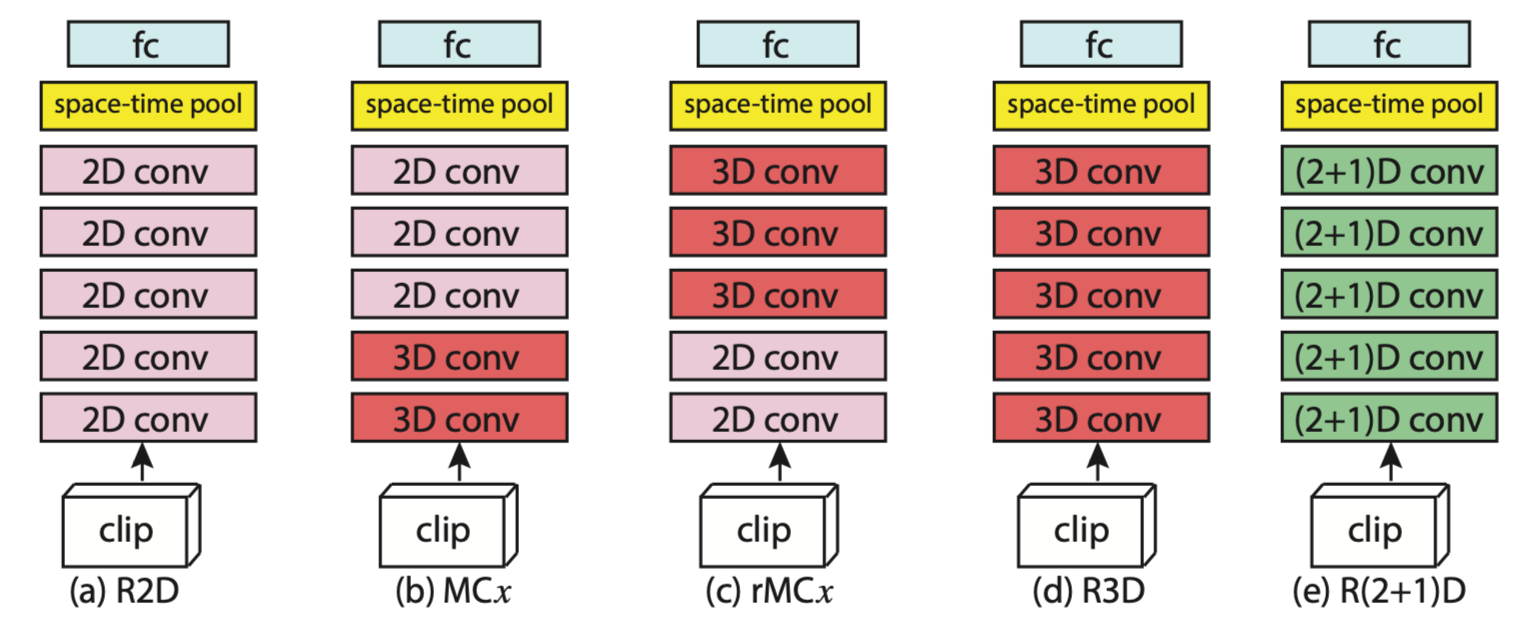 fc fc fc fc fc
space-time pool space-time pool space-time pool space-time pool space-time pool
2D conv 2D conv 3D conv 3D conv (2+1)D conv
2D conv 2D conv 3D conv 3D conv (2+1)D conv
2D conv 2D conv 3D conv 3D conv (2+1)D conv
2D conv 3D conv 2D conv 3D conv (2+1)D conv
2D conv 3D conv 2D conv 3D conv (2+1)D conv
clip clip clip clip clip
(a) R2D (b) MCx (c) rMCx (d) R3D (e) R(2+1)D